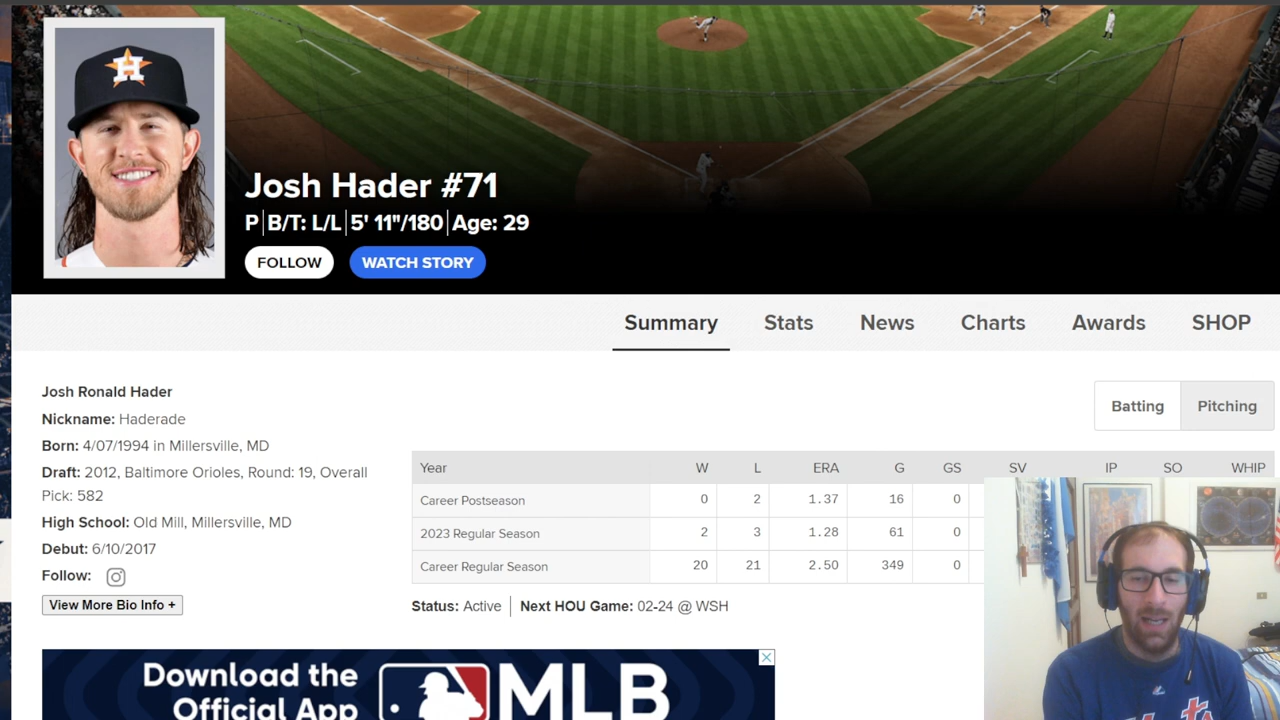 H
Josh Hader #71
P|B/T: L/L|5' 11"/180|Age: 29
FOLLOW
WATCH STORY
Summary
Stats
News
Charts
Awards
SHOP
Josh Ronald Hader
Nickname: Haderade
Born: 4/07/1994 in Millersville, MD
Draft: 2012, Baltimore Orioles, Round: 19, Overall
Pick: 582
High School: Old Mill, Millersville, MD
Debut: 6/10/2017
Follow:
View More Bio Info +
Batting
Pitching
Year W L ERA G GS SV IP SO WHIP
Career Postseason 0 2 1.37 16 0
2023 Regular Season 2 3 1.28 61 0
Career Regular Season 20 21 2.50 349 0
Status: Active | Next HOU Game: 02-24 @ WSH
Download the
Official App
MLB